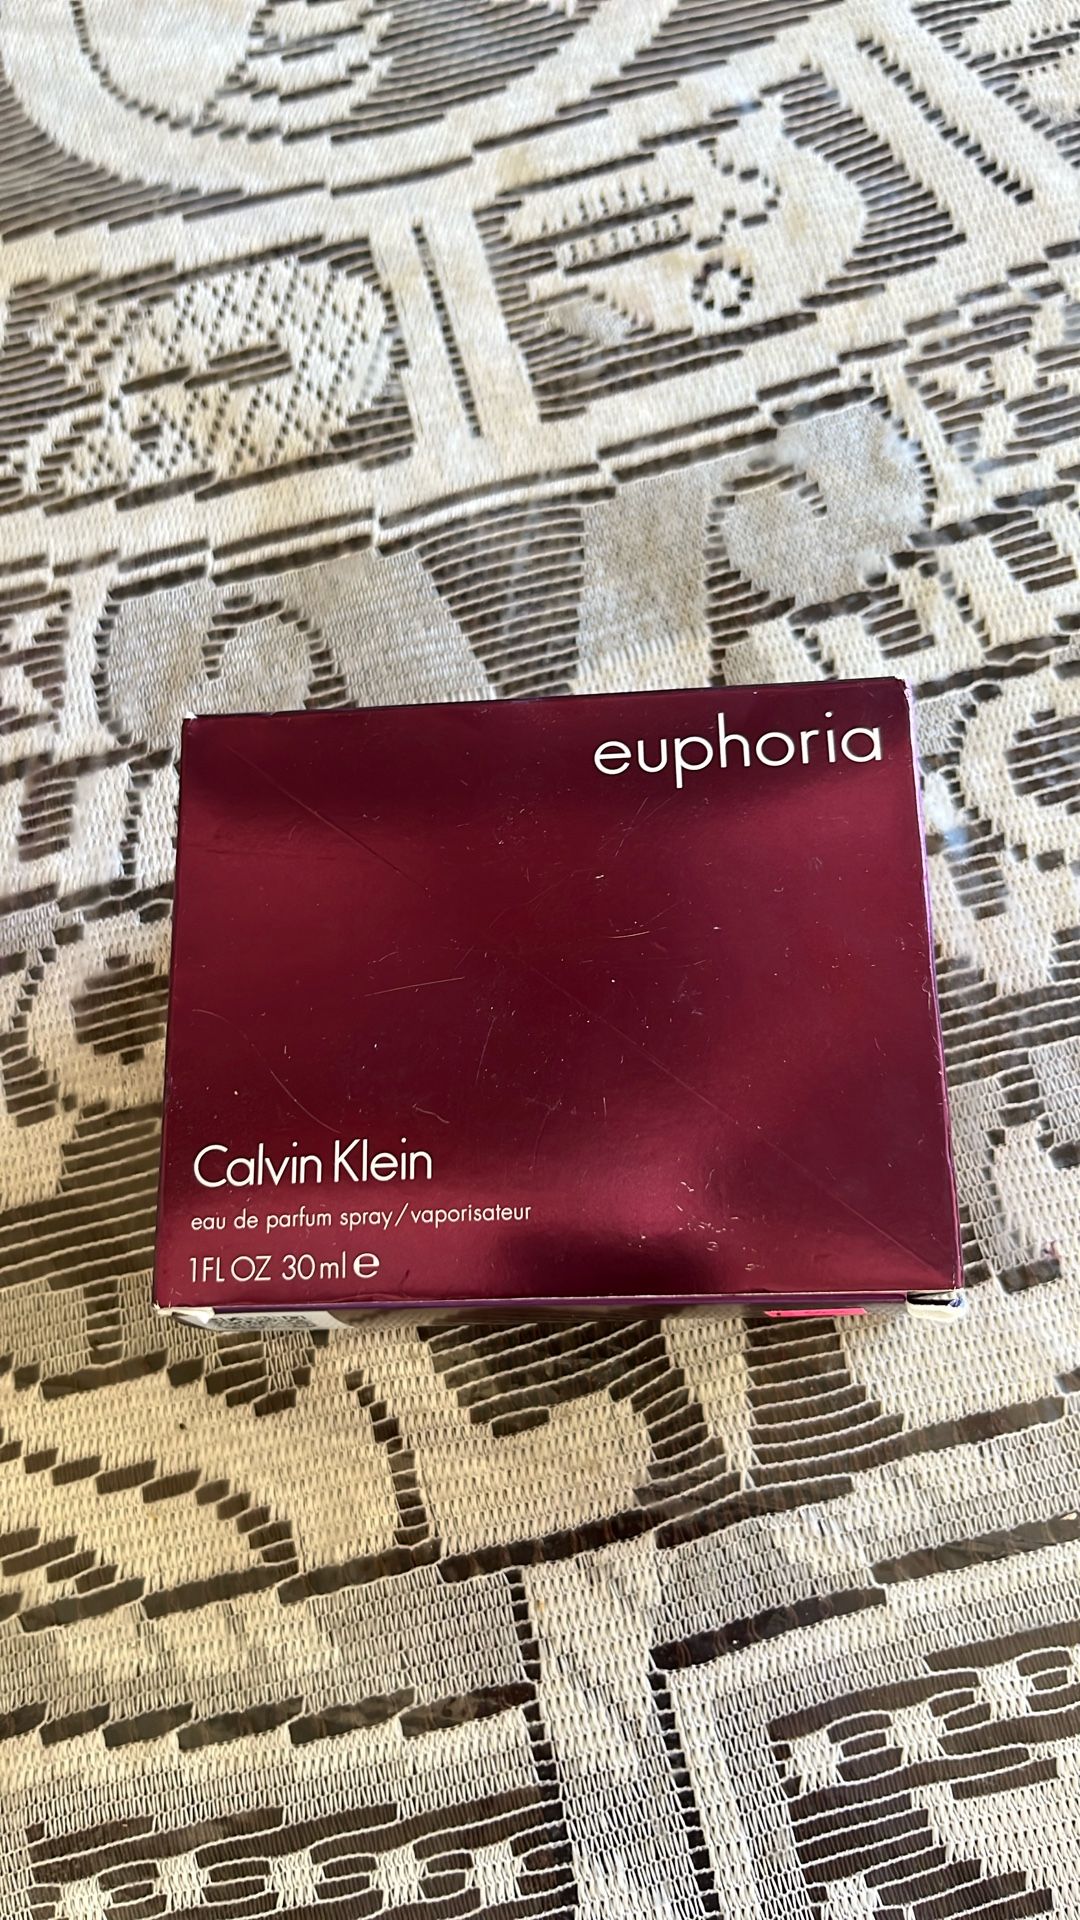 euphoria
Calvin Klein
eau de parfum spray/vaporisateur
1 FL OZ 30 ml e